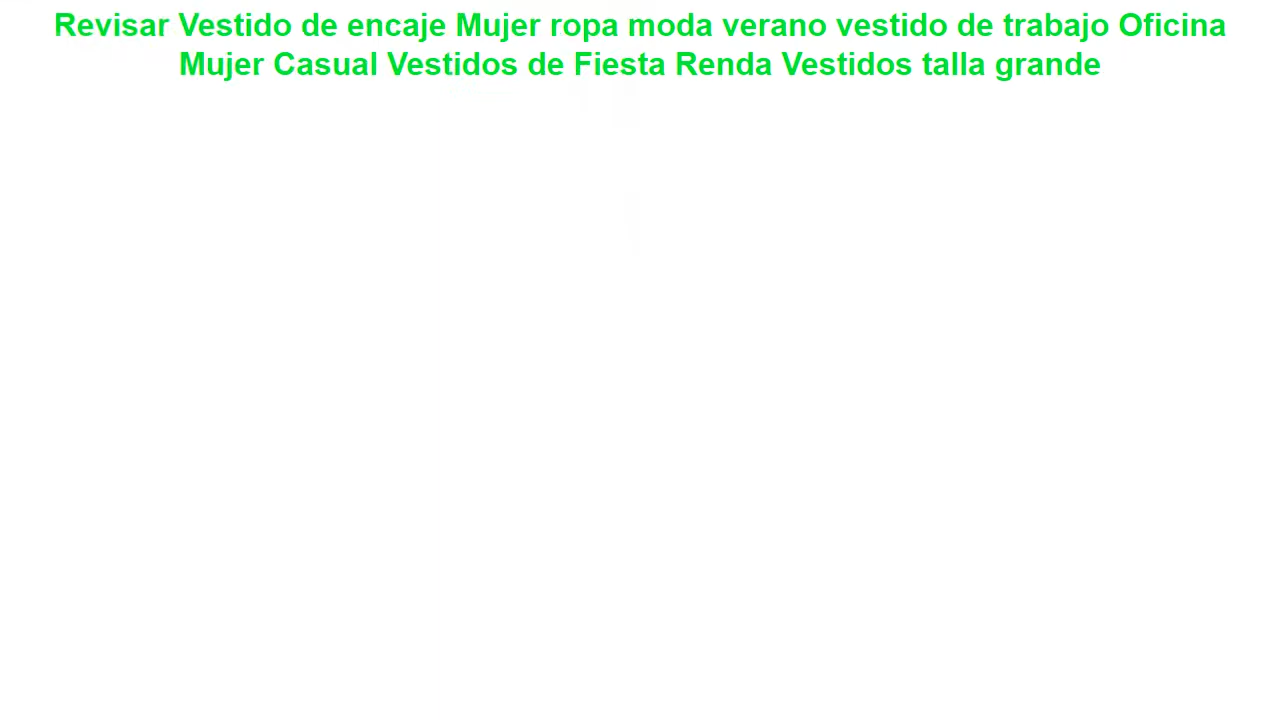 Revisar Vestido de encaje Mujer ropa moda verano vestido de trabajo Oficina
Mujer Casual Vestidos de Fiesta Renda Vestidos talla grande